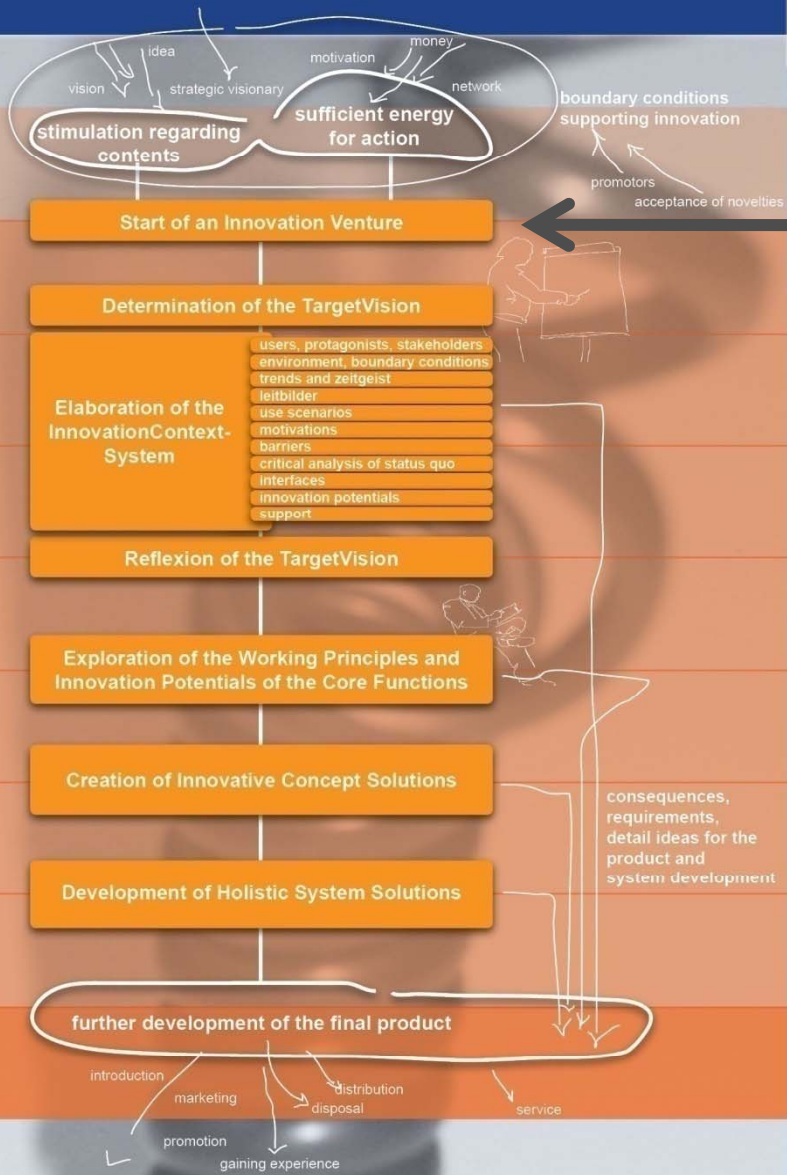 idea
motivation
money
vision
strategic visionary
network
stimulation regarding
contents
sufficient energy
for action
boundary conditions
supporting innovation
promotors
acceptance of novelties
Start of an Innovation Venture
Determination of the TargetVision
Elaboration of the
InnovationContext-
System
users, protagonists, stakeholders
environment, boundary conditions
trends and zeitgeist
leitbilder
use scenarios
motivations
barriers
critical analysis of status quo
interfaces
innovation potentials
support
Reflexion of the TargetVision
Exploration of the Working Principles and
Innovation Potentials of the Core Functions
Creation of Innovative Concept Solutions
consequences,
requirements,
detail ideas for the
product and
system development
Development of Holistic System Solutions
further development of the final product
introduction
marketing
distribution
disposal
service
promotion
gaining experience